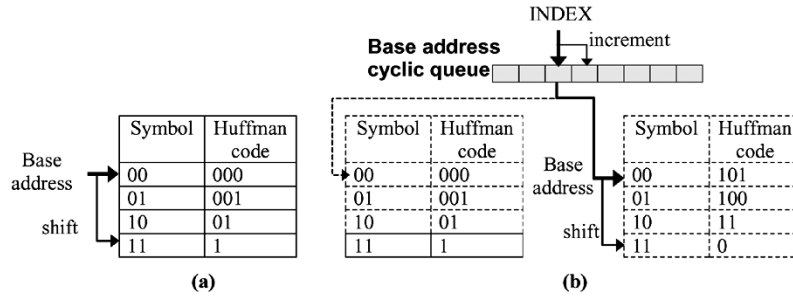 INDEX
increment
Base address
cyclic queue
Symbol Huffman code
Base address
00 000
01 001
shift
10 01
11 1
(a)
Symbol Huffman code
00 000
01 001
10 01
11 1
Symbol Huffman code
Base address
00 101
01 100
shift
10 11
11 0
(b)